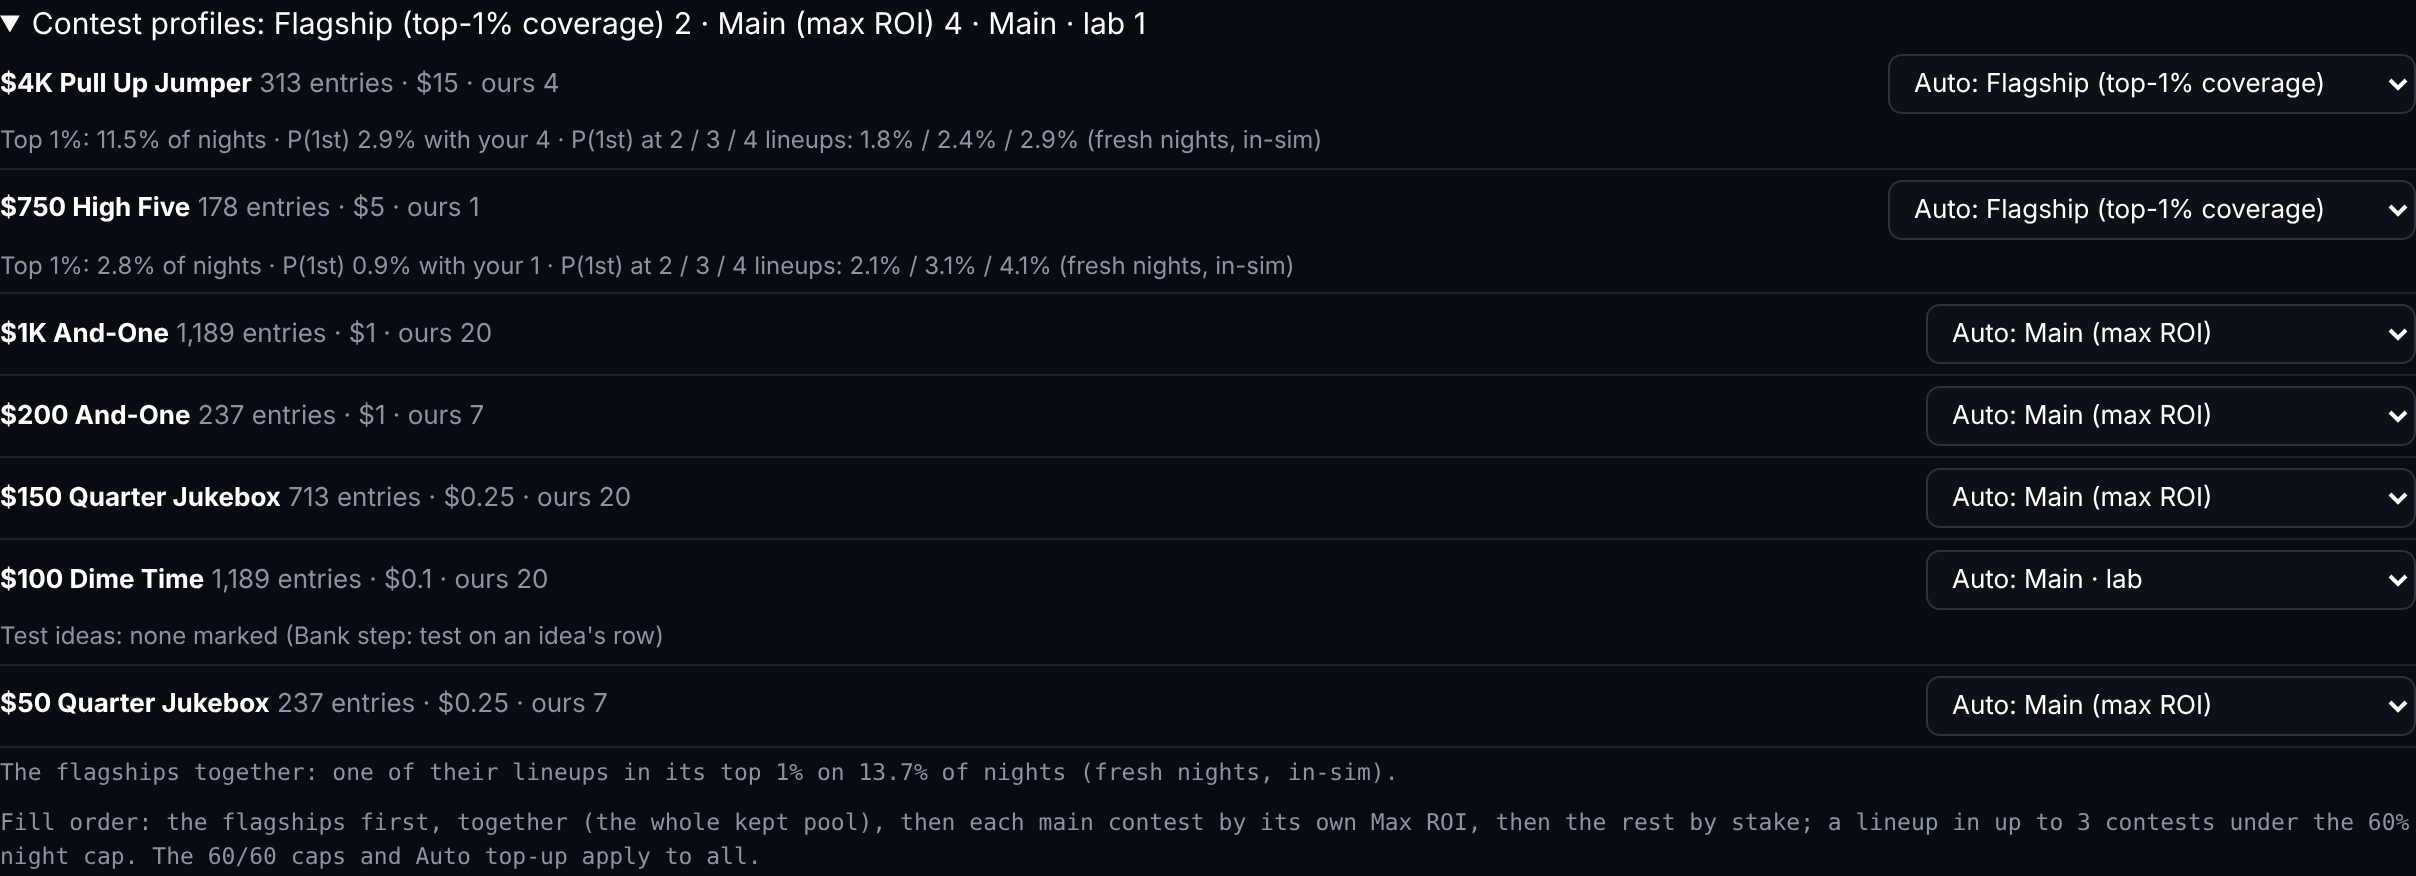 ▼ Contest profiles: Flagship (top-1% coverage) 2 · Main (max ROI) 4 · Main · lab 1
$4K Pull Up Jumper 313 entries · $15 · ours 4
Auto: Flagship (top-1% coverage)
Top 1%: 11.5% of nights · P(1st) 2.9% with your 4 · P(1st) at 2 / 3 / 4 lineups: 1.8% / 2.4% / 2.9% (fresh nights, in-sim)
$750 High Five 178 entries · $5 · ours 1
Auto: Flagship (top-1% coverage)
Top 1%: 2.8% of nights · P(1st) 0.9% with your 1 · P(1st) at 2 / 3 / 4 lineups: 2.1% / 3.1% / 4.1% (fresh nights, in-sim)
$1K And-One 1,189 entries · $1 · ours 20
Auto: Main (max ROI)
$200 And-One 237 entries · $1 · ours 7
Auto: Main (max ROI)
$150 Quarter Jukebox 713 entries · $0.25 · ours 20
Auto: Main (max ROI)
$100 Dime Time 1,189 entries · $0.1 · ours 20
Auto: Main · lab
Test ideas: none marked (Bank step: test on an idea's row)
$50 Quarter Jukebox 237 entries · $0.25 · ours 7
Auto: Main (max ROI)
The flagships together: one of their lineups in its top 1% on 13.7% of nights (fresh nights, in-sim).
Fill order: the flagships first, together (the whole kept pool), then each main contest by its own Max ROI, then the rest by stake; a lineup in up to 3 contests under the 60%
night cap. The 60/60 caps and Auto top-up apply to all.